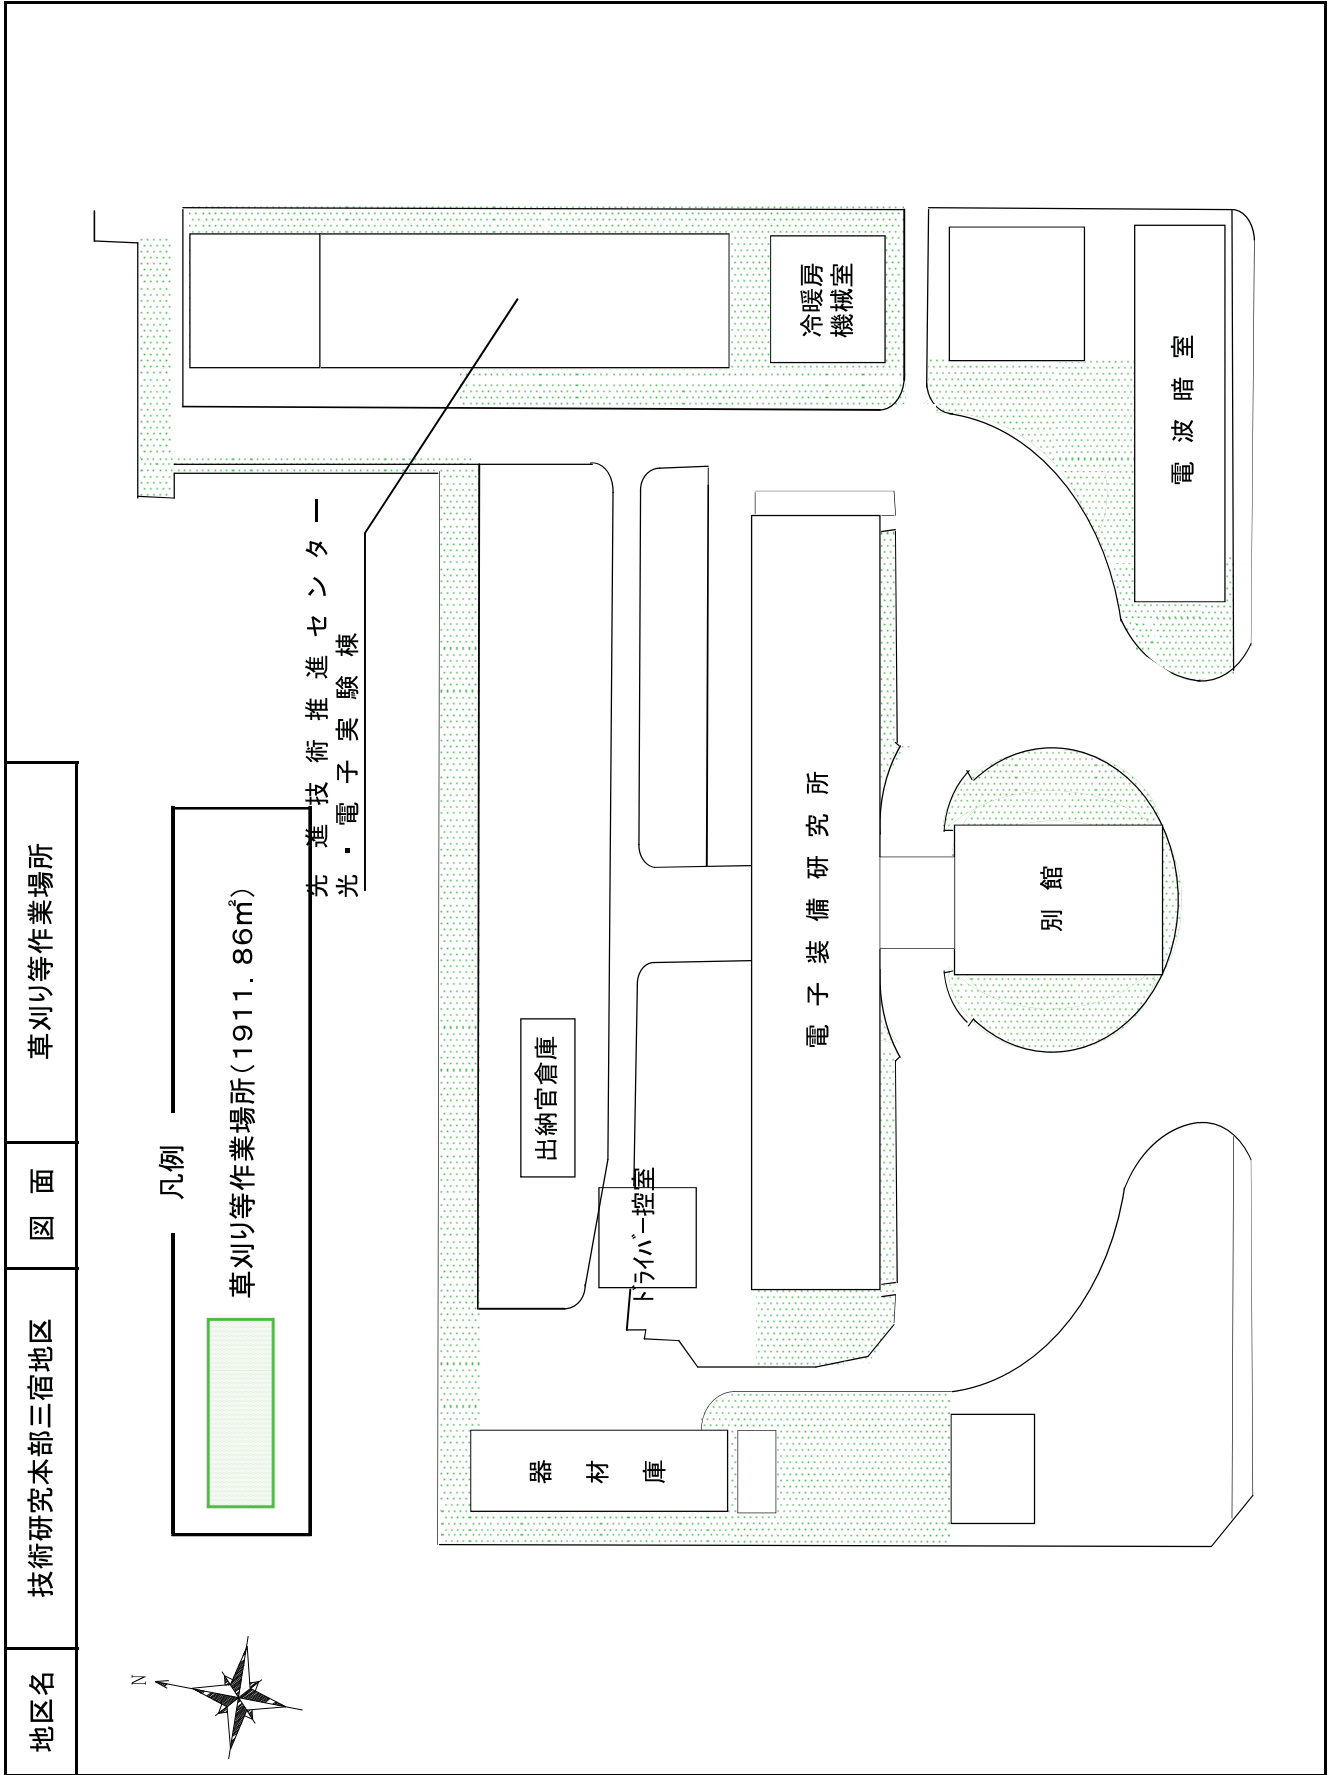 地区名
技術研究本部三宿地区
図 面
草刈り等作業場所
N
凡例
草刈り等作業場所(1911.86㎡)
先進技術推進センター
光・電子実験棟
冷暖房
機械室
電波暗室
出納官倉庫
ドライバー控室
電子装備研究所
別館
器材庫